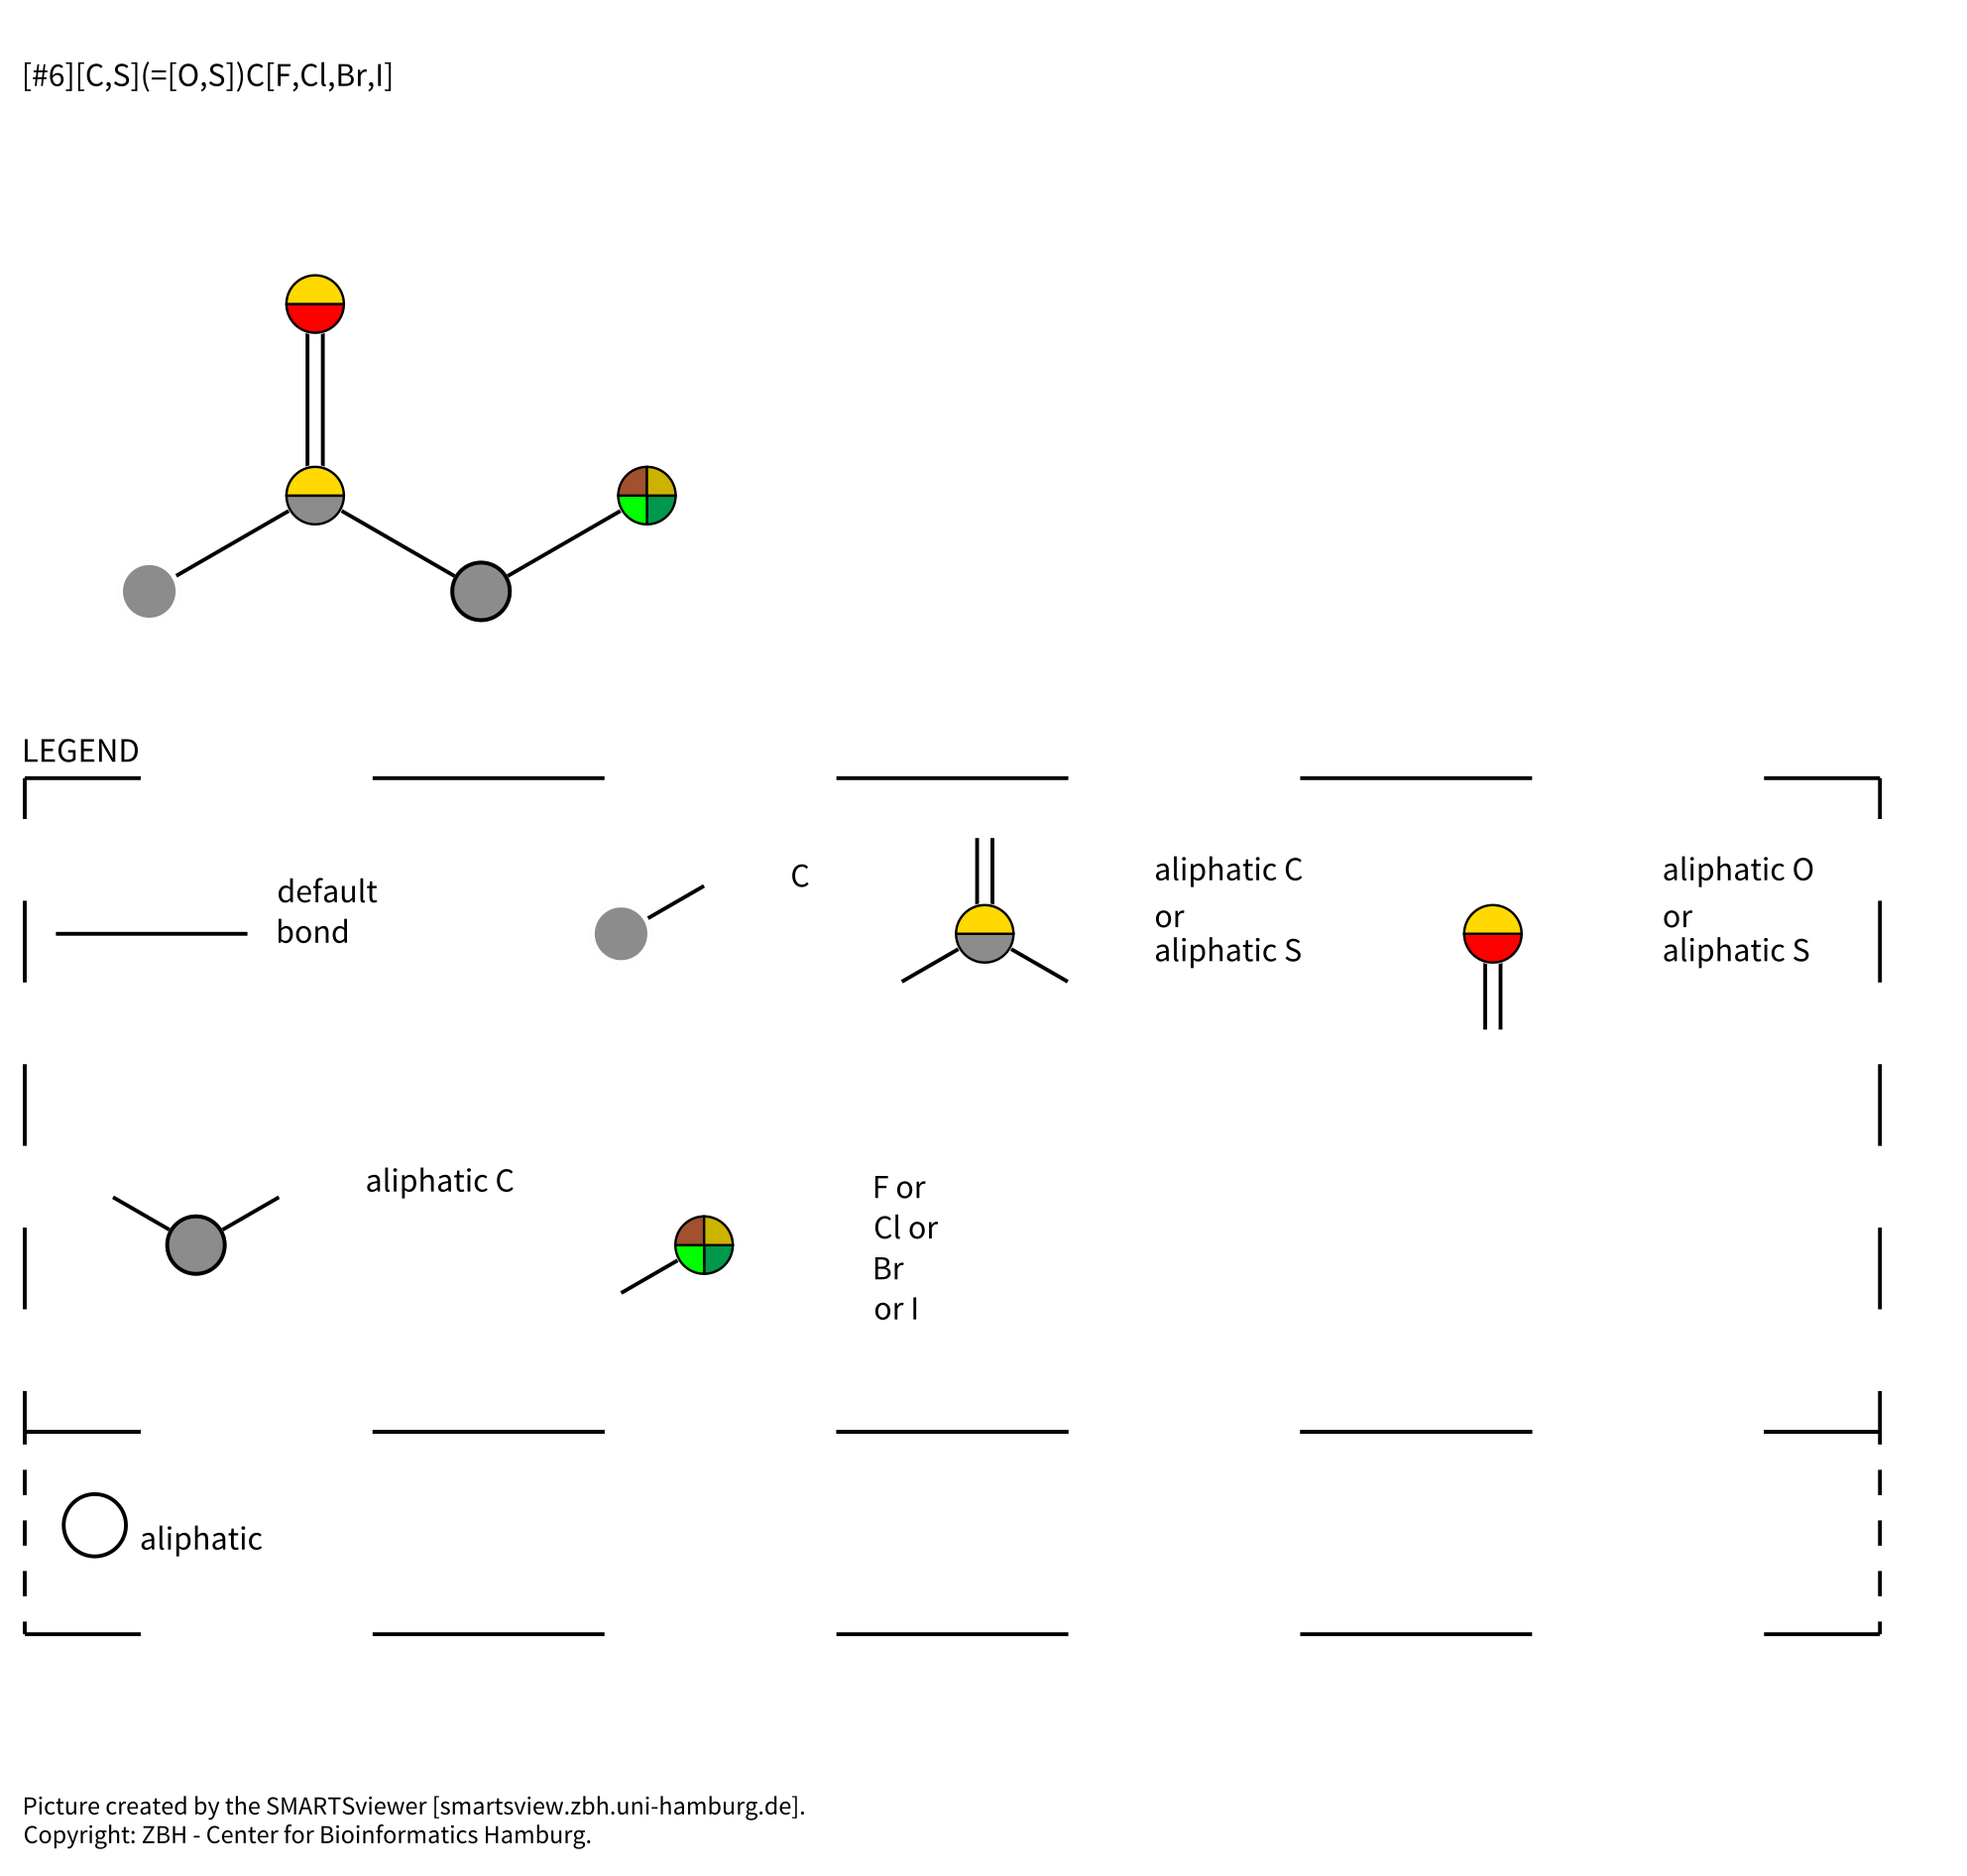 [#6][C,S](=[O,S])C[F,Cl,Br,I]
LEGEND
default
bond
C
aliphatic C
or
aliphatic S
aliphatic O
or
aliphatic S
aliphatic C
F or
Cl or
Br
or I
aliphatic
Picture created by the SMARTSviewer [smartsview.zbh.uni-hamburg.de].
Copyright: ZBH - Center for Bioinformatics Hamburg.